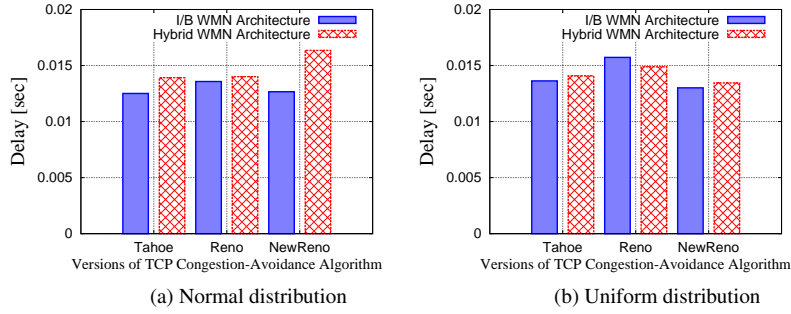 I/B WMN Architecture
Hybrid WMN Architecture
0.02
0.015
0.01
0.005
0
Delay [sec]
Tahoe Reno NewReno
Versions of TCP Congestion-Avoidance Algorithm
(a) Normal distribution
I/B WMN Architecture
Hybrid WMN Architecture
0.02
0.015
0.01
0.005
0
Delay [sec]
Tahoe Reno NewReno
Versions of TCP Congestion-Avoidance Algorithm
(b) Uniform distribution